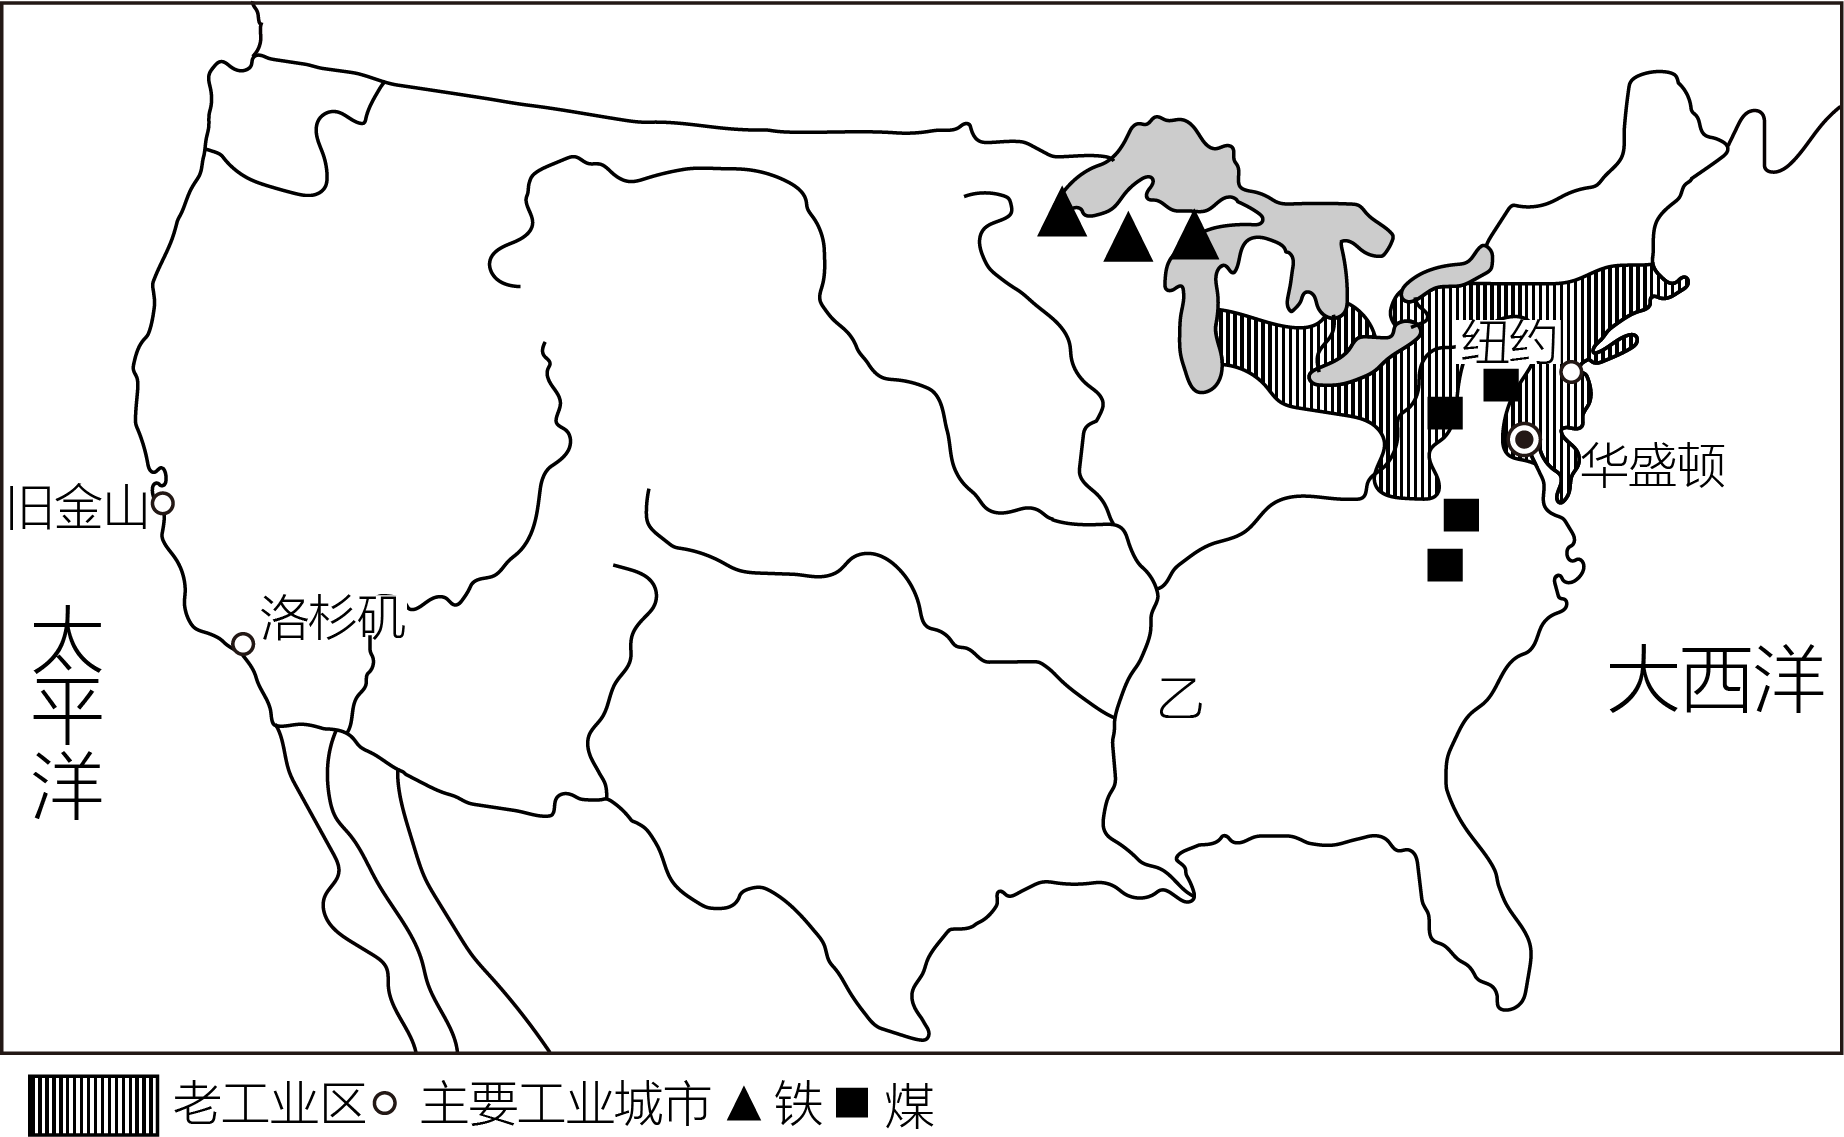 纽约
华盛顿
旧金山
洛杉矶
太平洋
乙
大西洋
老工业区 主要工业城市 铁 煤